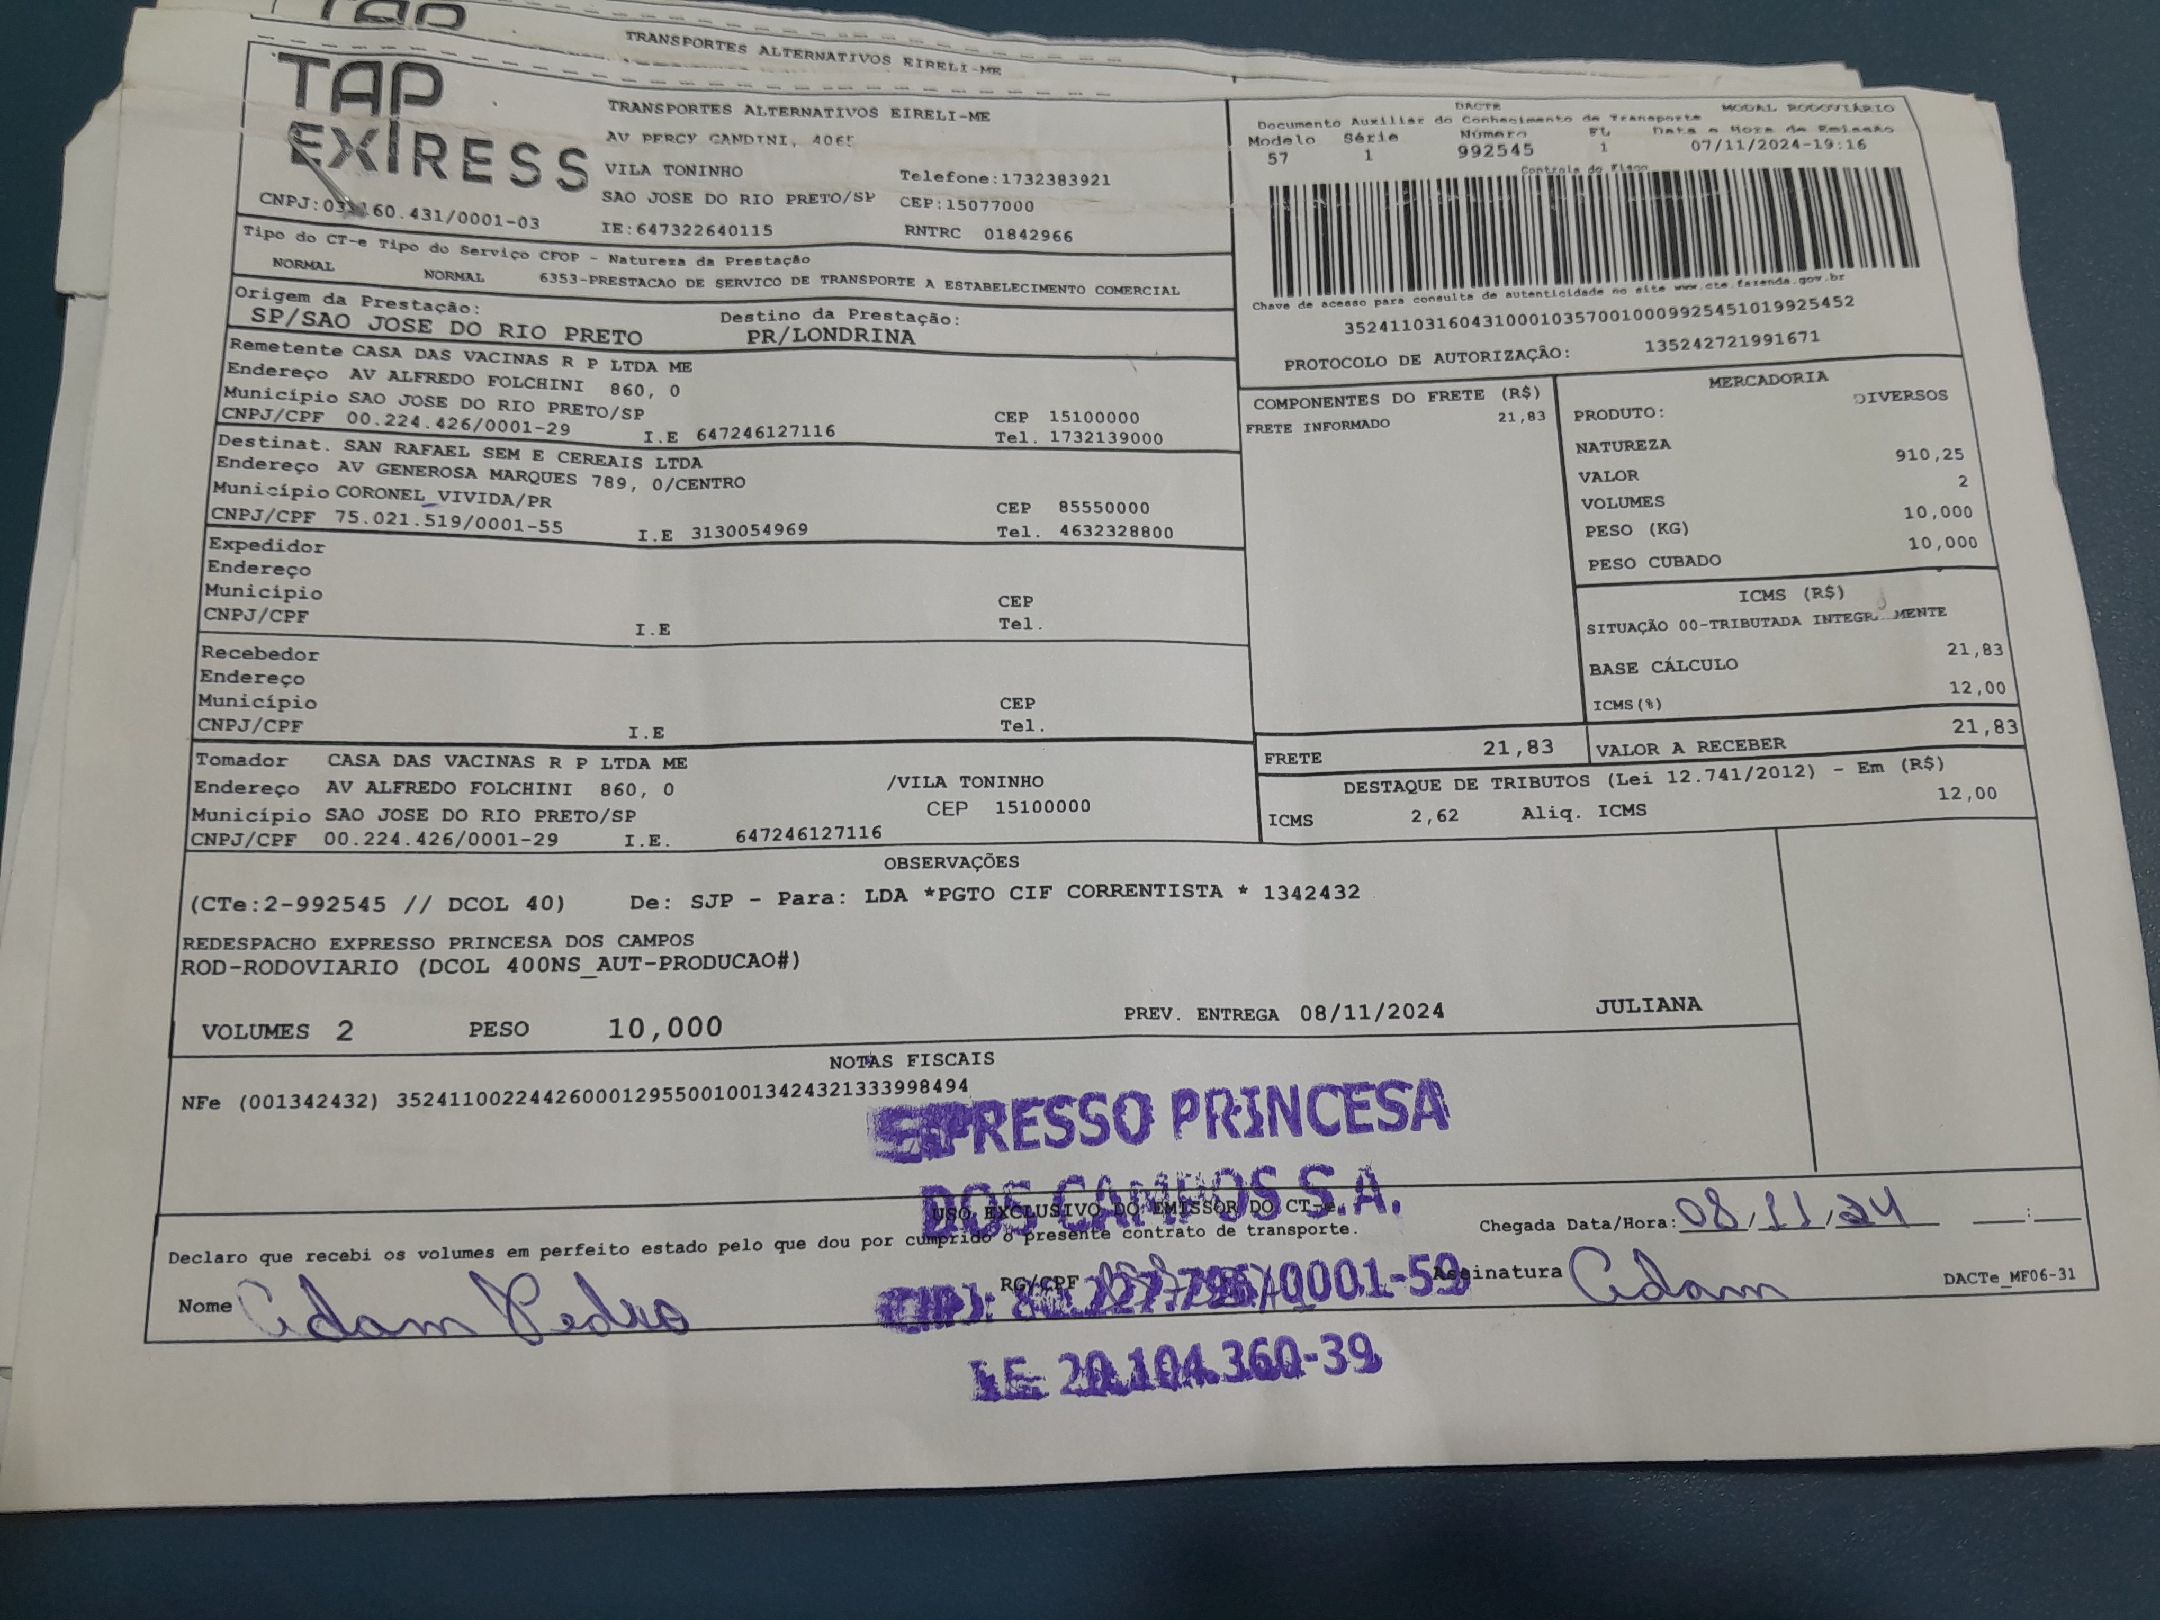 TRANSPORTES ALTERNATIVOS EIRELI-ME
TAP
EXPRESS
CNPJ: 60.431/0001-03
TRANSPORTES ALTERNATIVOS EIRELI-ME
AV PERCY GANDINI, 4065
VILA TONINHO
Telefone:1732383921
SAO JOSE DO RIO PRETO/SP CEP:15077000
IE:647322640115 RNTRC 01842966
DACTE MODAL RODOVIÁRIO
Documento Auxiliar do Conhecimento de Transporte
Modelo Série Número FL Data e Hora de Emissão
57 1 992545 1 07/11/2024-19:16
Controle do Fisco
Chave de acesso para consulta de autenticidade no site www.cte.fazenda.gov.br
35241103160431000103570010009925451019925452
PROTOCOLO DE AUTORIZAÇÃO: 135242721991671
Tipo do CT-e Tipo do Serviço CFOP - Natureza da Prestação
NORMAL NORMAL 6353-PRESTACAO DE SERVICO DE TRANSPORTE A ESTABELECIMENTO COMERCIAL
Origem da Prestação: Destino da Prestação:
SP/SAO JOSE DO RIO PRETO PR/LONDRINA
Remetente CASA DAS VACINAS R P LTDA ME
Endereço AV ALFREDO FOLCHINI 860, 0
Município SAO JOSE DO RIO PRETO/SP CEP 15100000
CNPJ/CPF 00.224.426/0001-29 I.E 647246127116 Tel. 1732139000
Destinat. SAN RAFAEL SEM E CEREAIS LTDA
Endereço AV GENEROSA MARQUES 789, 0/CENTRO
Município CORONEL VIVIDA/PR CEP 85550000
CNPJ/CPF 75.021.519/0001-55 I.E 3130054969 Tel. 4632328800
Expedidor
Endereço
Município CEP
CNPJ/CPF I.E Tel.
Recebedor
Endereço
Município CEP
CNPJ/CPF I.E Tel.
Tomador CASA DAS VACINAS R P LTDA ME
Endereço AV ALFREDO FOLCHINI 860, 0 /VILA TONINHO
Município SAO JOSE DO RIO PRETO/SP CEP 15100000
CNPJ/CPF 00.224.426/0001-29 I.E. 647246127116
COMPONENTES DO FRETE (R$)
FRETE INFORMADO 21,83
MERCADORIA
PRODUTO: DIVERSOS
NATUREZA
VALOR 910,25
VOLUMES 2
PESO (KG) 10,000
PESO CUBADO 10,000
ICMS (R$)
SITUAÇÃO 00-TRIBUTADA INTEGRALMENTE
BASE CÁLCULO 21,83
ICMS(%) 12,00
FRETE 21,83 VALOR A RECEBER 21,83
DESTAQUE DE TRIBUTOS (Lei 12.741/2012) - Em (R$)
ICMS 2,62 Aliq. ICMS 12,00
OBSERVAÇÕES
(CTe:2-992545 // DCOL 40) De: SJP - Para: LDA *PGTO CIF CORRENTISTA * 1342432
REDESPACHO EXPRESSO PRINCESA DOS CAMPOS
ROD-RODOVIARIO (DCOL 400NS_AUT-PRODUCAO#)
VOLUMES 2 PESO 10,000 PREV. ENTREGA 08/11/2024 JULIANA
NOTAS FISCAIS
NFe (001342432) 35241100224426000129550010013424321333998494
EXPRESSO PRINCESA
DOS CAMPOS S.A.
USO EXCLUSIVO DO EMISSOR DO CT-e.
Declaro que recebi os volumes em perfeito estado pelo que dou por cumprido o presente contrato de transporte.
Chegada Data/Hora: 08/11/24
Nome Adam Pedro RG/CPF Assinatura Adam
DACTe_MF06-31
0001-59
I.E. 20.104.360-39